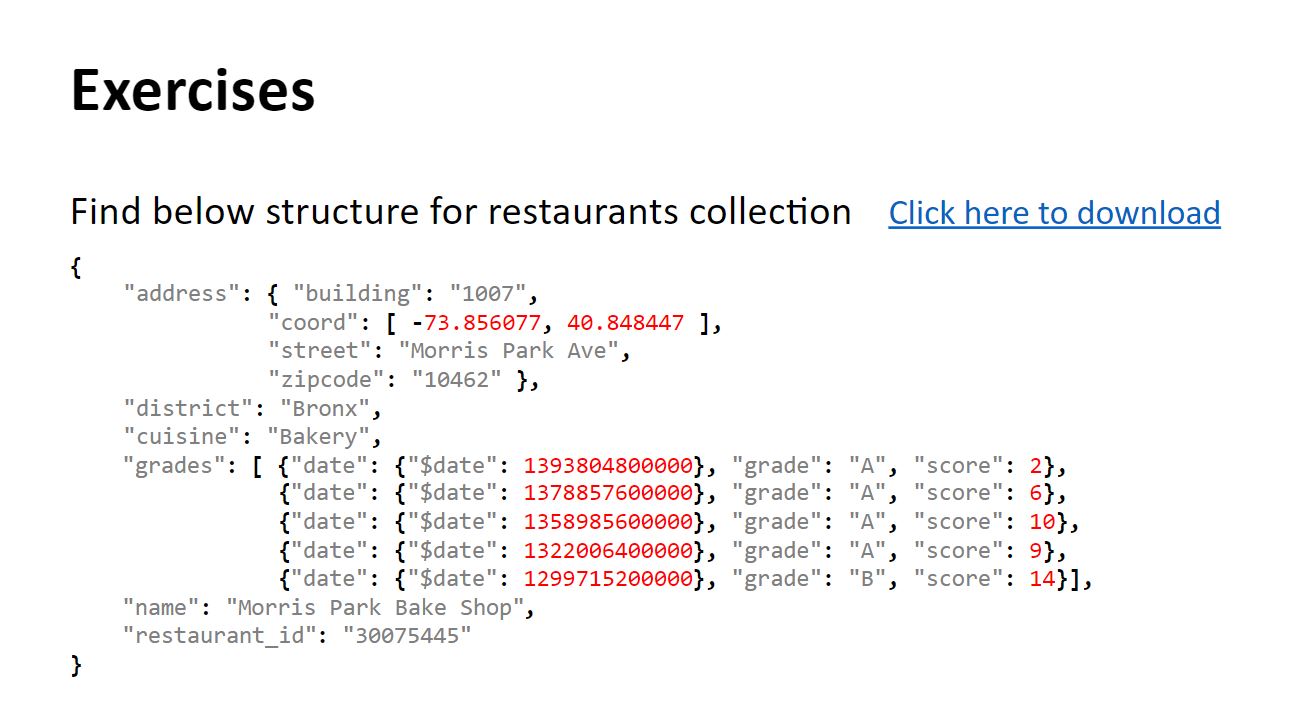 Exercises
Find below structure for restaurants collection Click here to download
{
"address": { "building": "1007",
"coord": [ -73.856077, 40.848447 ],
"street": "Morris Park Ave",
"zipcode": "10462" },
"district": "Bronx",
"cuisine": "Bakery",
"grades": [ {"date": {"$date": 1393804800000}, "grade": "A", "score": 2},
{"date": {"$date": 1378857600000}, "grade": "A", "score": 6},
{"date": {"$date": 1358985600000}, "grade": "A", "score": 10},
{"date": {"$date": 1322006400000}, "grade": "A", "score": 9},
{"date": {"$date": 1299715200000}, "grade": "B", "score": 14}],
"name": "Morris Park Bake Shop",
"restaurant_id": "30075445"
}